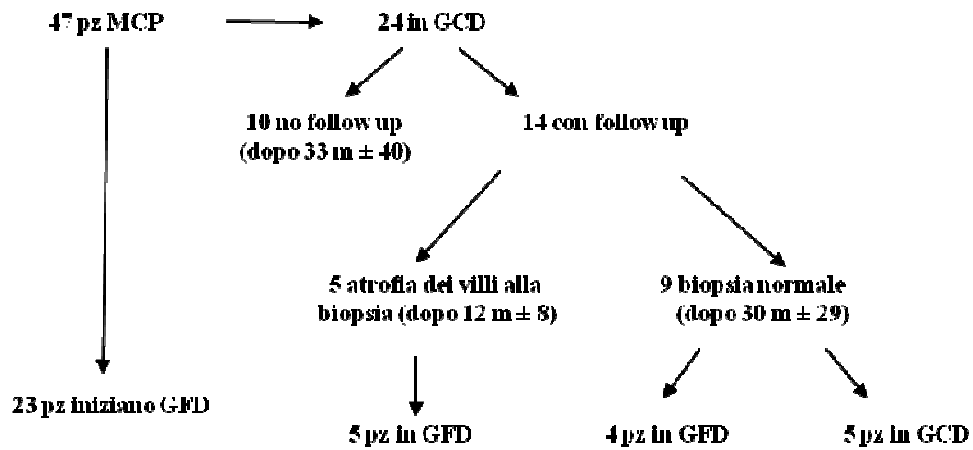 47 pz MCP
24 in GCD
10 no follow up
(dopo 33 m ± 40)
14 con follow up
5 atrofia dei villi alla
biopsia (dopo 12 m ± 8)
9 biopsia normale
(dopo 30 m ± 29)
23 pz iniziano GFD
5 pz in GFD
4 pz in GFD
5 pz in GCD